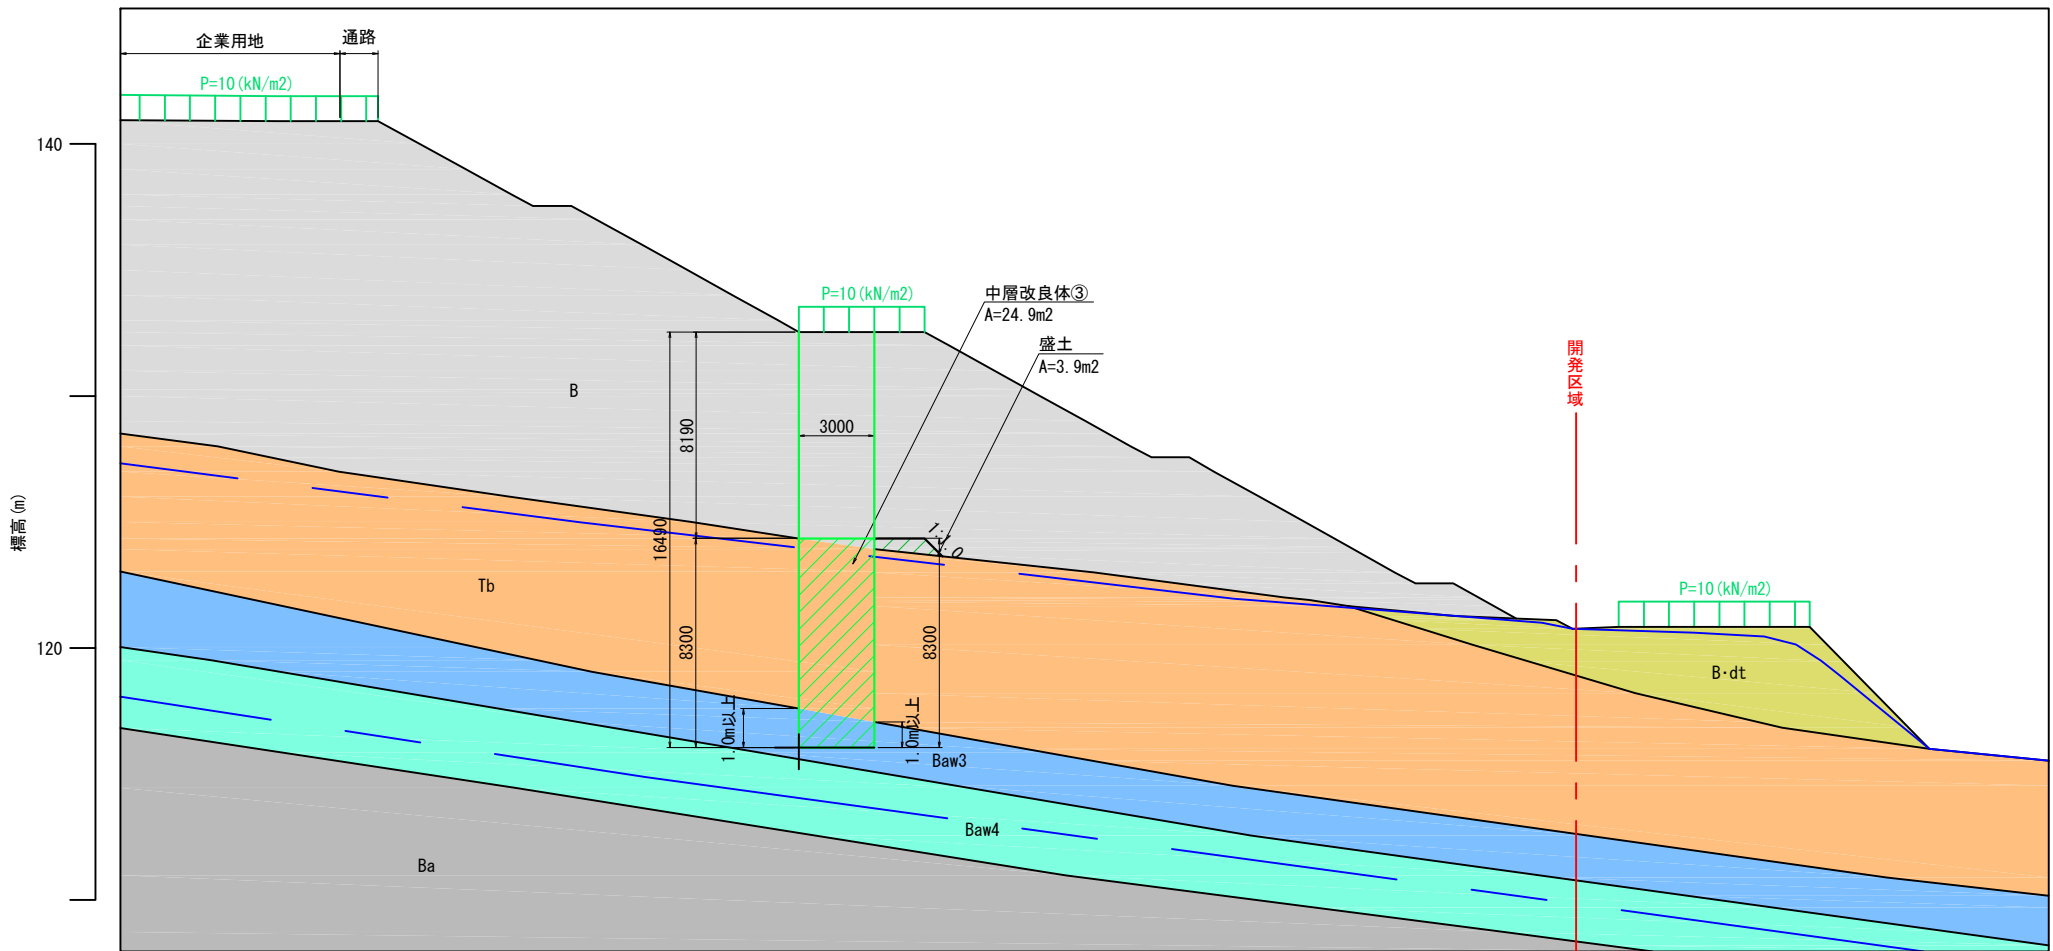 企業用地
通路
P=10(kN/m2)
140
P=10(kN/m2)
中層改良体③
A=24.9m2
盛土
A=3.9m2
開発区域
B
8190
3000
16490
1:1.0
標高(m)
Tb
8300
8300
P=10(kN/m2)
120
B·dt
1.0m以上
1.0m以上
Baw3
Baw4
Ba